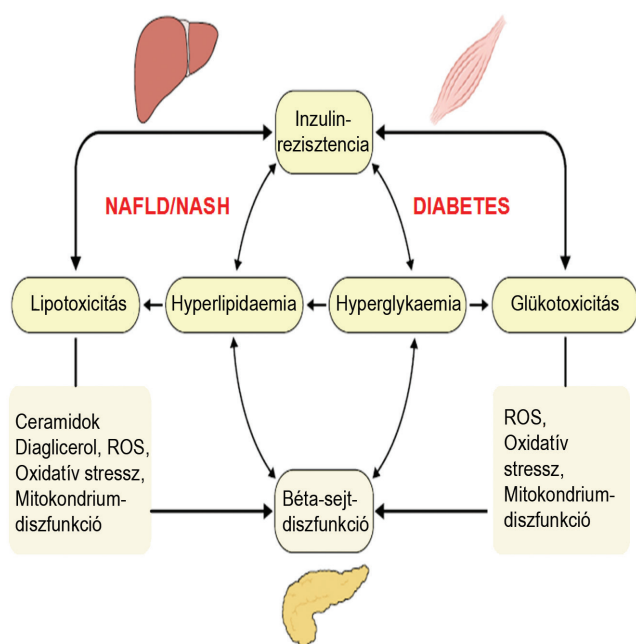 Inzulin-
rezisztencia
NAFLD/NASH
DIABETES
Lipotoxicitás
Hyperlipidaemia
Hyperglykaemia
Glükotoxicitás
Ceramidok
Diaglicerol, ROS,
Oxidatív stressz,
Mitokondrium-
diszfunkció
Béta-sejt-
diszfunkció
ROS,
Oxidatív
stressz,
Mitokondrium-
diszfunkció